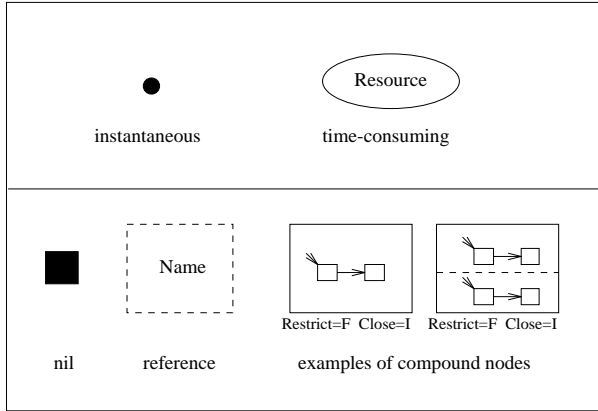 Resource
instantaneous time-consuming
Name
Restrict=F Close=I Restrict=F Close=I
nil reference examples of compound nodes